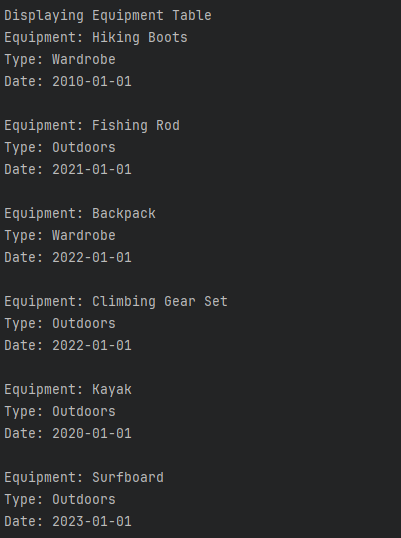 Displaying Equipment Table
Equipment: Hiking Boots
Type: Wardrobe
Date: 2010-01-01

Equipment: Fishing Rod
Type: Outdoors
Date: 2021-01-01

Equipment: Backpack
Type: Wardrobe
Date: 2022-01-01

Equipment: Climbing Gear Set
Type: Outdoors
Date: 2022-01-01

Equipment: Kayak
Type: Outdoors
Date: 2020-01-01

Equipment: Surfboard
Type: Outdoors
Date: 2023-01-01